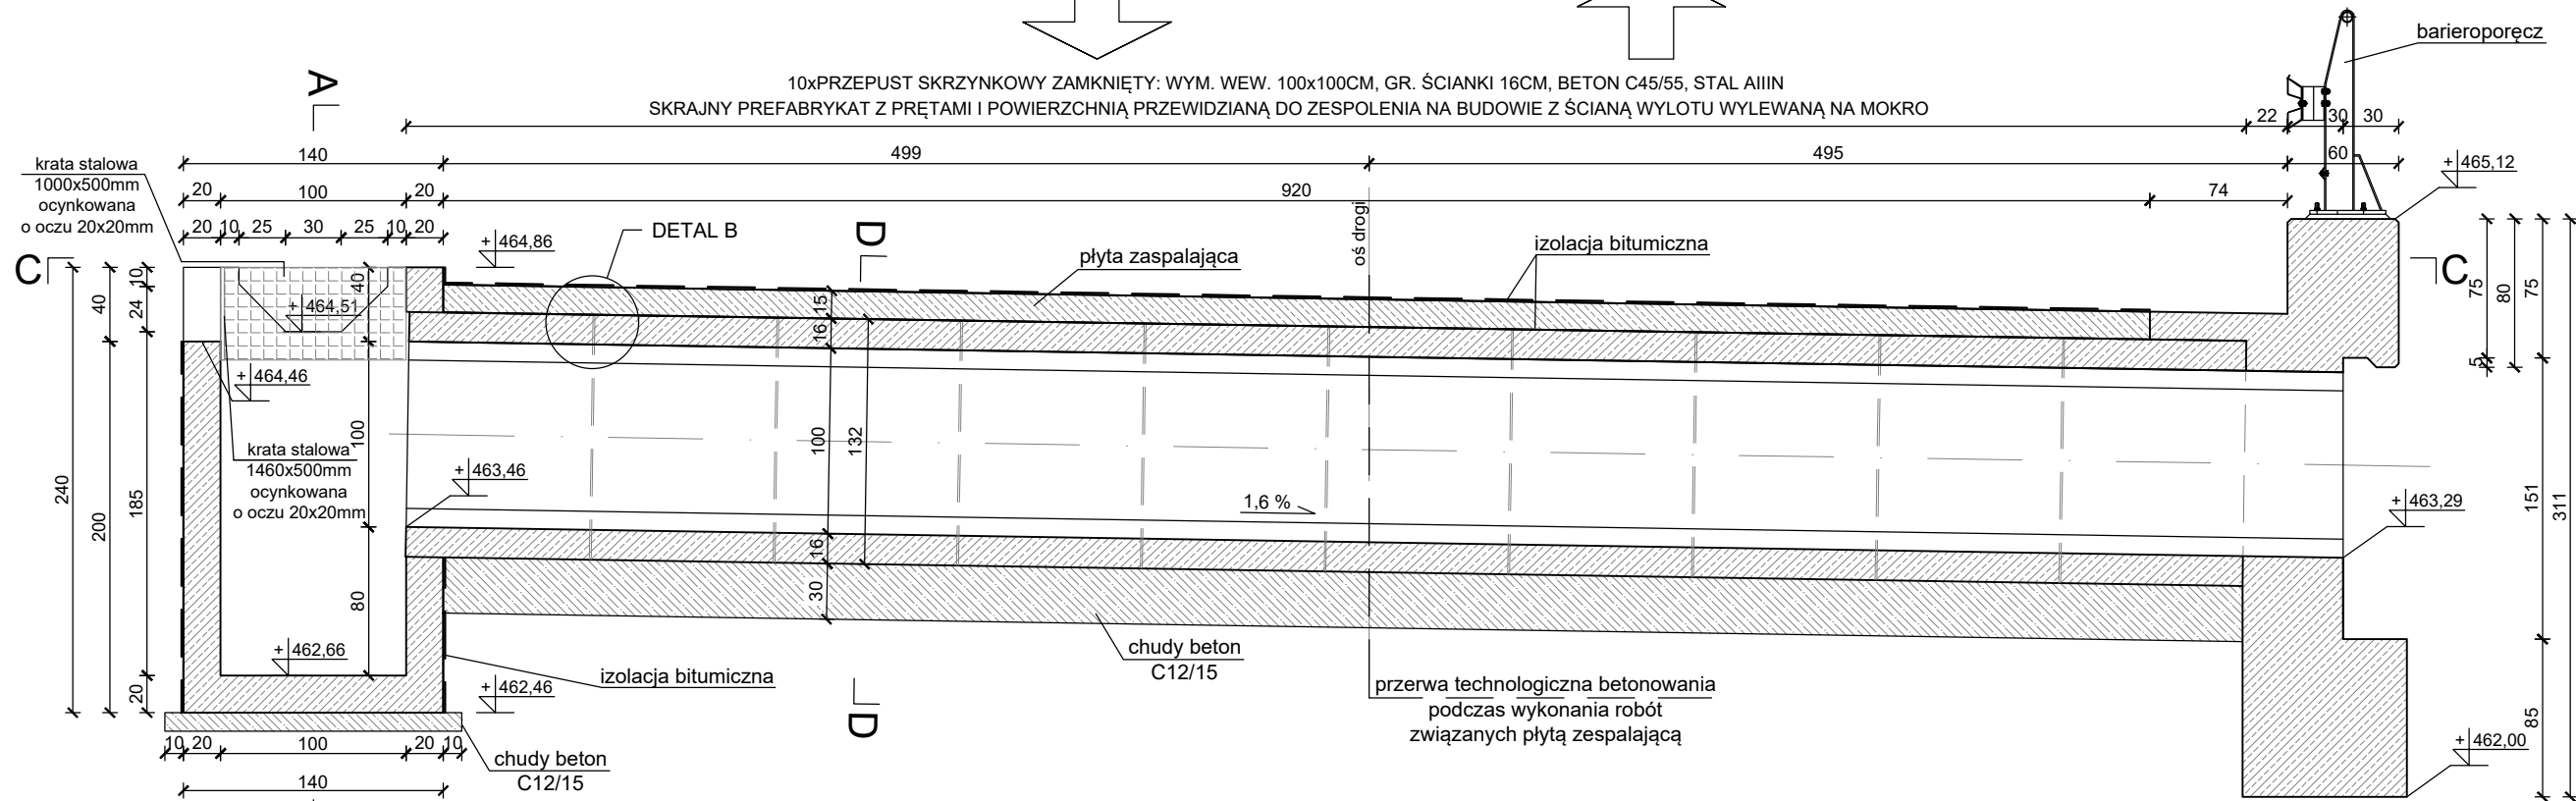 barieroporęcz
A
10xPRZEPUST SKRZYNKOWY ZAMKNIĘTY: WYM. WEW. 100x100CM, GR. ŚCIANKI 16CM, BETON C45/55, STAL AIIIN
SKRAJNY PREFABRYKAT Z PRĘTAMI I POWIERZCHNIĄ PRZEWIDZIANĄ DO ZESPOLENIA NA BUDOWIE Z ŚCIANĄ WYLOTU WYLEWANĄ NA MOKRO
22 30 30
140 499 495 60
krata stalowa
1000x500mm
ocynkowana
o oczu 20x20mm
+465,12
20 100 20 920 74
20 10 25 30 25 10 20
DETAL B
D
oś drogi
izolacja bitumiczna
płyta zaspalająca
+464,86
C
C
10
40
24
40
+464,51
15
16
75
80
75
5
+464,46
krata stalowa
1460x500mm
ocynkowana
o oczu 20x20mm
100
100
132
+463,46
1,6 %
+463,29
240
200
185
151
311
16
30
80
+462,66
20
izolacja bitumiczna
+462,46
chudy beton
C12/15
D
przerwa technologiczna betonowania
podczas wykonania robót
związanych płytą zespalającą
85
+462,00
10 20 100 20 10
chudy beton
C12/15
140